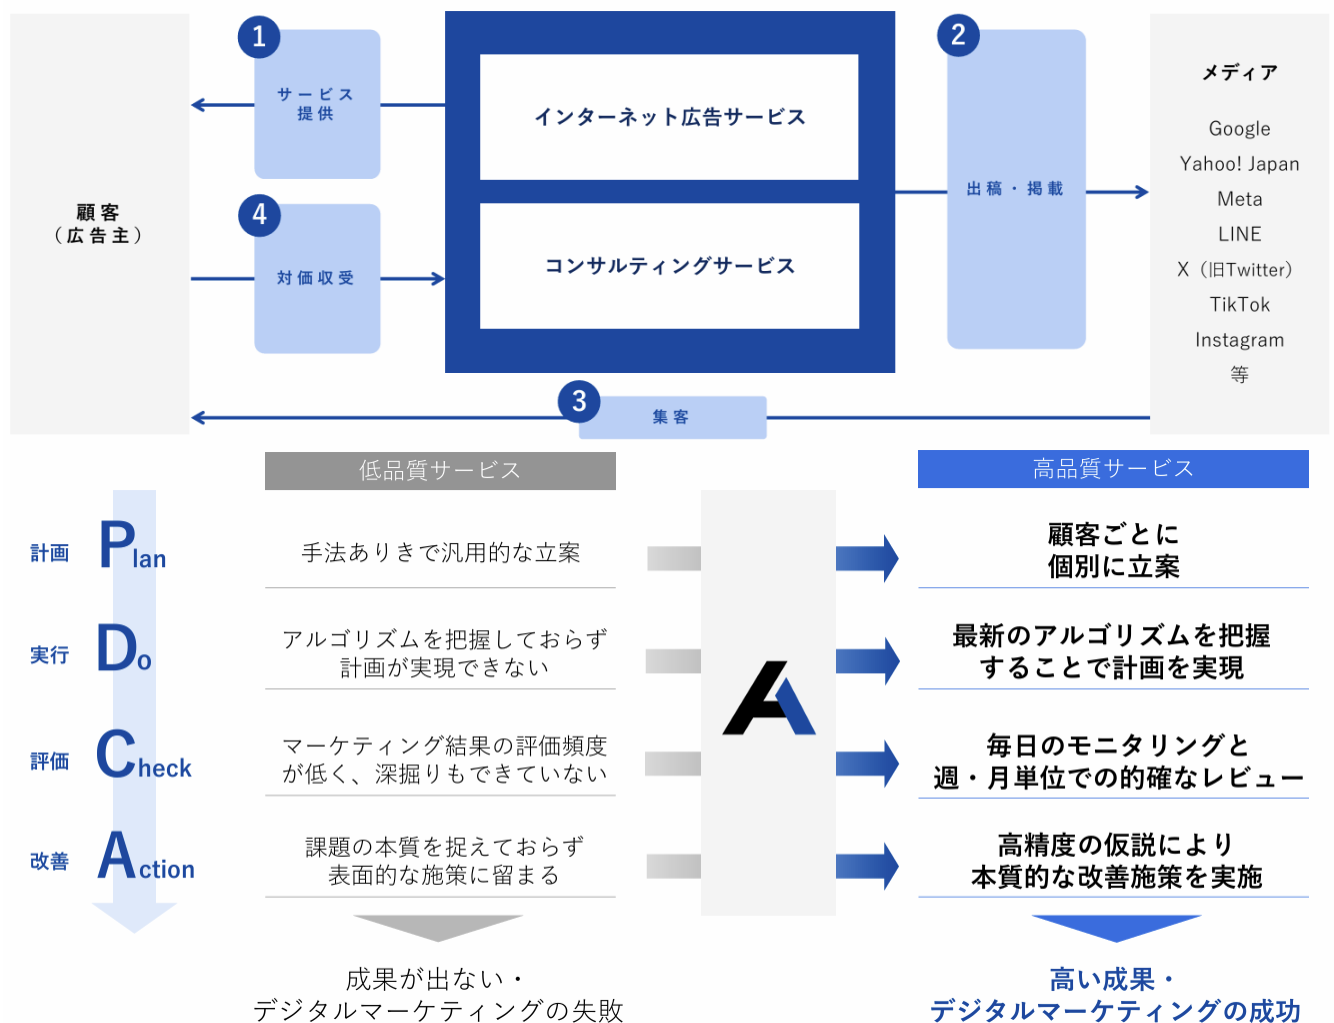 1
サービス
提供
顧客
（広告主）
4
対価収受
インターネット広告サービス
コンサルティングサービス
2
出稿・掲載
メディア
Google
Yahoo! Japan
Meta
LINE
X（旧Twitter）
TikTok
Instagram
等
3
集客
低品質サービス
高品質サービス
計画
Plan
手法ありきで汎用的な立案
顧客ごとに
個別に立案
実行
Do
アルゴリズムを把握しておらず
計画が実現できない
最新のアルゴリズムを把握
することで計画を実現
評価
Check
マーケティング結果の評価頻度
が低く、深掘りもできていない
毎日のモニタリングと
週・月単位での的確なレビュー
改善
Action
課題の本質を捉えておらず
表面的な施策に留まる
高精度の仮説により
本質的な改善施策を実施
成果が出ない・
デジタルマーケティングの失敗
高い成果・
デジタルマーケティングの成功